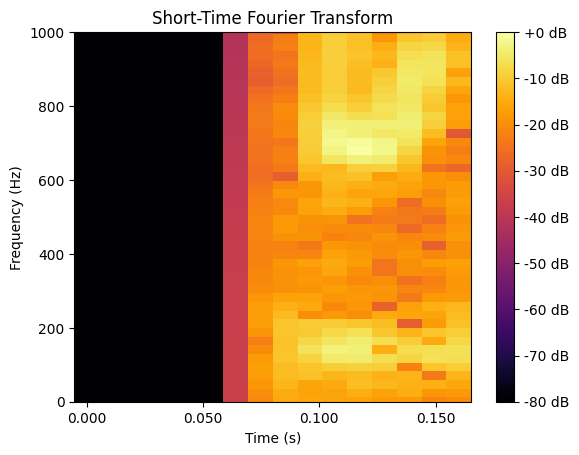 Short-Time Fourier Transform
1000
800
600
400
200
0
Frequency (Hz)
0.000
0.050
0.100
0.150
Time (s)
+0 dB
-10 dB
-20 dB
-30 dB
-40 dB
-50 dB
-60 dB
-70 dB
-80 dB